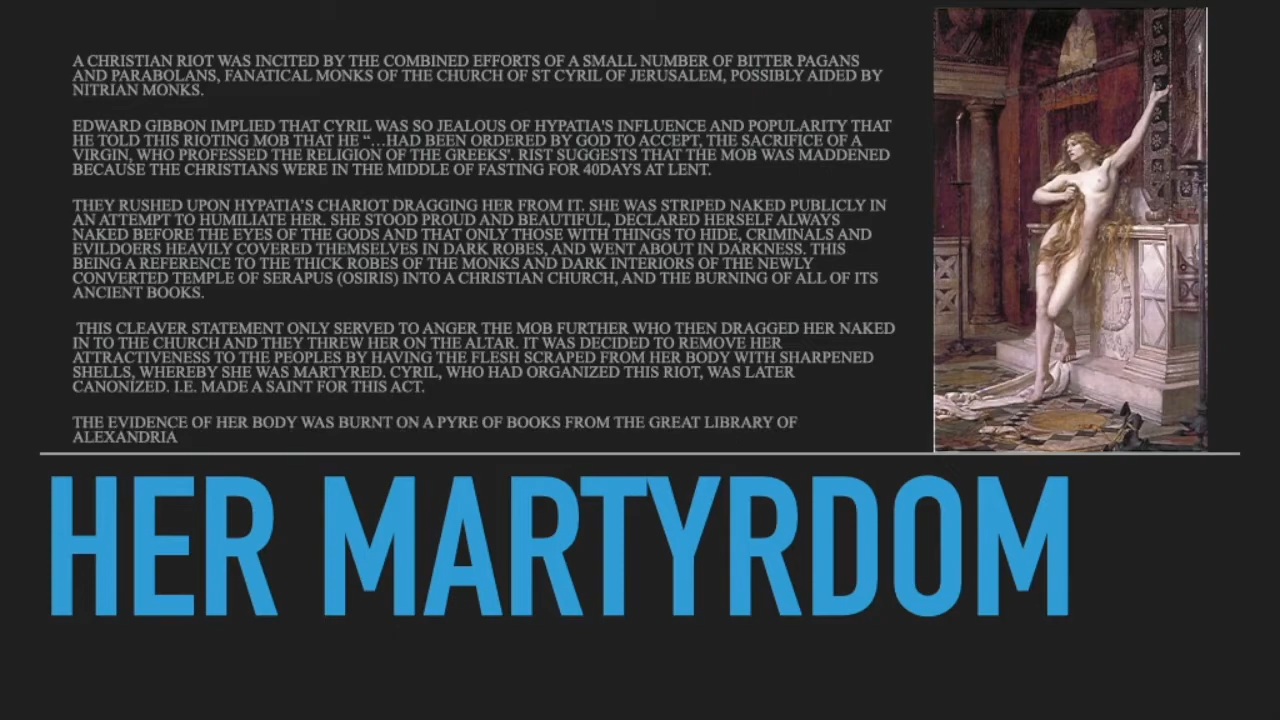 A CHRISTIAN RIOT WAS INCITED BY THE COMBINED EFFORTS OF A SMALL NUMBER OF BITTER PAGANS
AND PARABOLANS, FANATICAL MONKS OF THE CHURCH OF ST CYRIL OF JERUSALEM, POSSIBLY AIDED BY
NITRIAN MONKS.
EDWARD GIBBON IMPLIED THAT CYRIL WAS SO JEALOUS OF HYPATIA'S INFLUENCE AND POPULARITY THAT
HE TOLD THIS RIOTING MOB THAT HE “…HAD BEEN ORDERED BY GOD TO ACCEPT, THE SACRIFICE OF A
VIRGIN, WHO PROFESSED THE RELIGION OF THE GREEKS'. RIST SUGGESTS THAT THE MOB WAS MADDENED
BECAUSE THE CHRISTIANS WERE IN THE MIDDLE OF FASTING FOR 40DAYS AT LENT.
THEY RUSHED UPON HYPATIA'S CHARIOT DRAGGING HER FROM IT. SHE WAS STRIPED NAKED PUBLICLY IN
AN ATTEMPT TO HUMILIATE HER. SHE STOOD PROUD AND BEAUTIFUL, DECLARED HERSELF ALWAYS
NAKED BEFORE THE EYES OF THE GODS AND THAT ONLY THOSE WITH THINGS TO HIDE, CRIMINALS AND
EVILDOERS HEAVILY COVERED THEMSELVES IN DARK ROBES, AND WENT ABOUT IN DARKNESS. THIS
BEING A REFERENCE TO THE THICK ROBES OF THE MONKS AND DARK INTERIORS OF THE NEWLY
CONVERTED TEMPLE OF SERAPUS (OSIRIS) INTO A CHRISTIAN CHURCH, AND THE BURNING OF ALL OF ITS
ANCIENT BOOKS.
THIS CLEAVER STATEMENT ONLY SERVED TO ANGER THE MOB FURTHER WHO THEN DRAGGED HER NAKED
IN TO THE CHURCH AND THEY THREW HER ON THE ALTAR. IT WAS DECIDED TO REMOVE HER
ATTRACTIVENESS TO THE PEOPLES BY HAVING THE FLESH SCRAPED FROM HER BODY WITH SHARPENED
SHELLS, WHEREBY SHE WAS MARTYRED. CYRIL, WHO HAD ORGANIZED THIS RIOT, WAS LATER
CANONIZED. I.E. MADE A SAINT FOR THIS ACT.
THE EVIDENCE OF HER BODY WAS BURNT ON A PYRE OF BOOKS FROM THE GREAT LIBRARY OF
ALEXANDRIA
HER MARTYRDOM